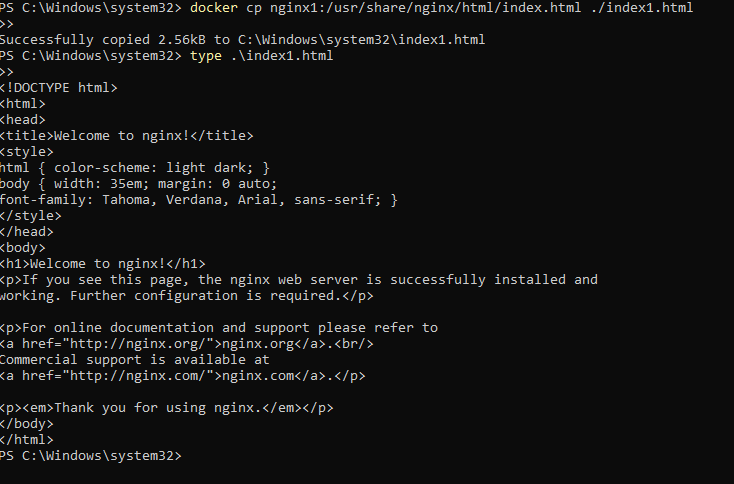 PS C:\Windows\system32> docker cp nginx1:/usr/share/nginx/html/index.html ./index1.html
>>
Successfully copied 2.56kB to C:\Windows\system32\index1.html
PS C:\Windows\system32> type .\index1.html
>>
<!DOCTYPE html>
<html>
<head>
<title>Welcome to nginx!</title>
<style>
html { color-scheme: light dark; }
body { width: 35em; margin: 0 auto;
font-family: Tahoma, Verdana, Arial, sans-serif; }
</style>
</head>
<body>
<h1>Welcome to nginx!</h1>
<p>If you see this page, the nginx web server is successfully installed and
working. Further configuration is required.</p>

<p>For online documentation and support please refer to
<a href="http://nginx.org/">nginx.org</a>.<br/>
Commercial support is available at
<a href="http://nginx.com/">nginx.com</a>.</p>

<p><em>Thank you for using nginx.</em></p>
</body>
</html>
PS C:\Windows\system32>